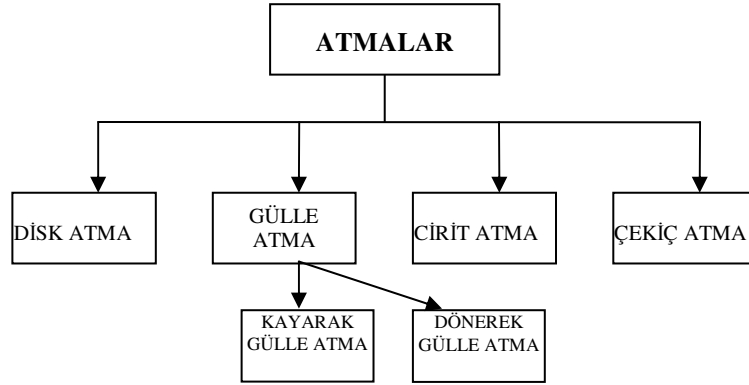 ATMALAR
DİSK ATMA
GÜLLE
ATMA
CİRİT ATMA
ÇEKİÇ ATMA
KAYARAK
GÜLLE ATMA
DÖNEREK
GÜLLE ATMA